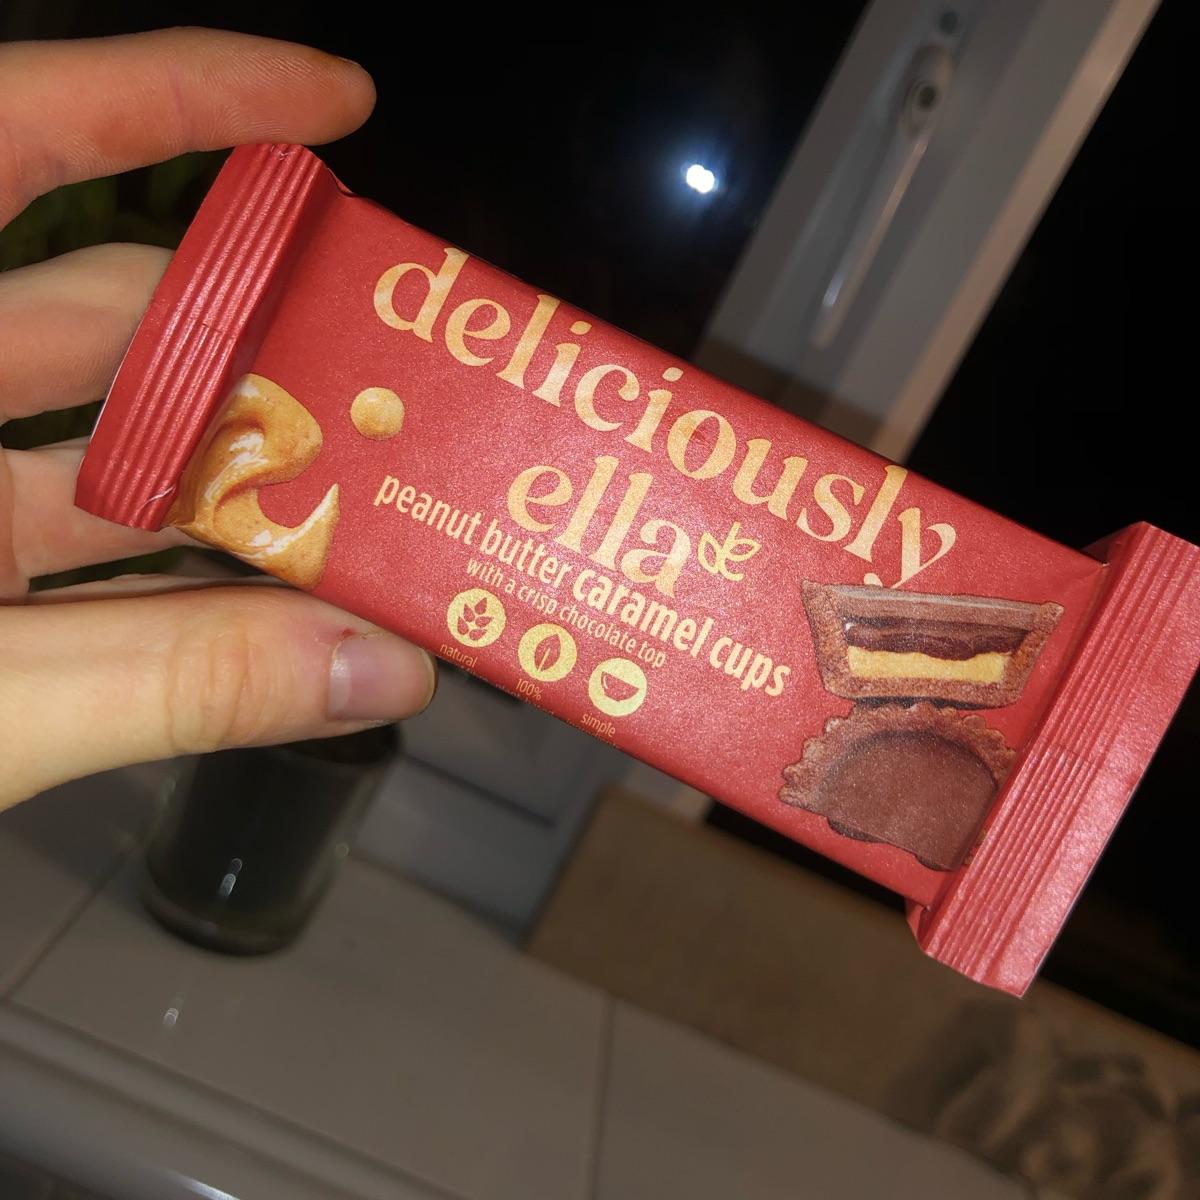 deliciously
ella
peanut butter caramel cups
with a crisp chocolate top
natural
100%
simple